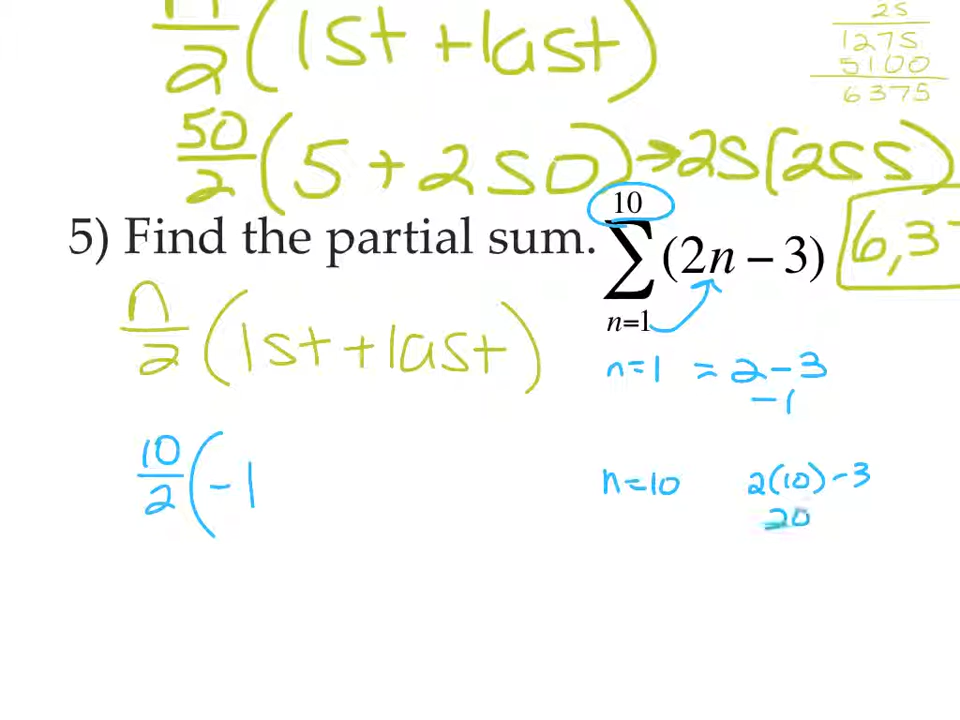 n/2 (1st + last)
25
1275
5100
6375
50/2 (5 + 250) → 25(255)
5) Find the partial sum. \sum_{n=1}^{10} (2n − 3)
6,3
n/2 (1st + last)
n=1 = 2 − 3
−1
10/2 (−1
n=10 2(10) − 3
20